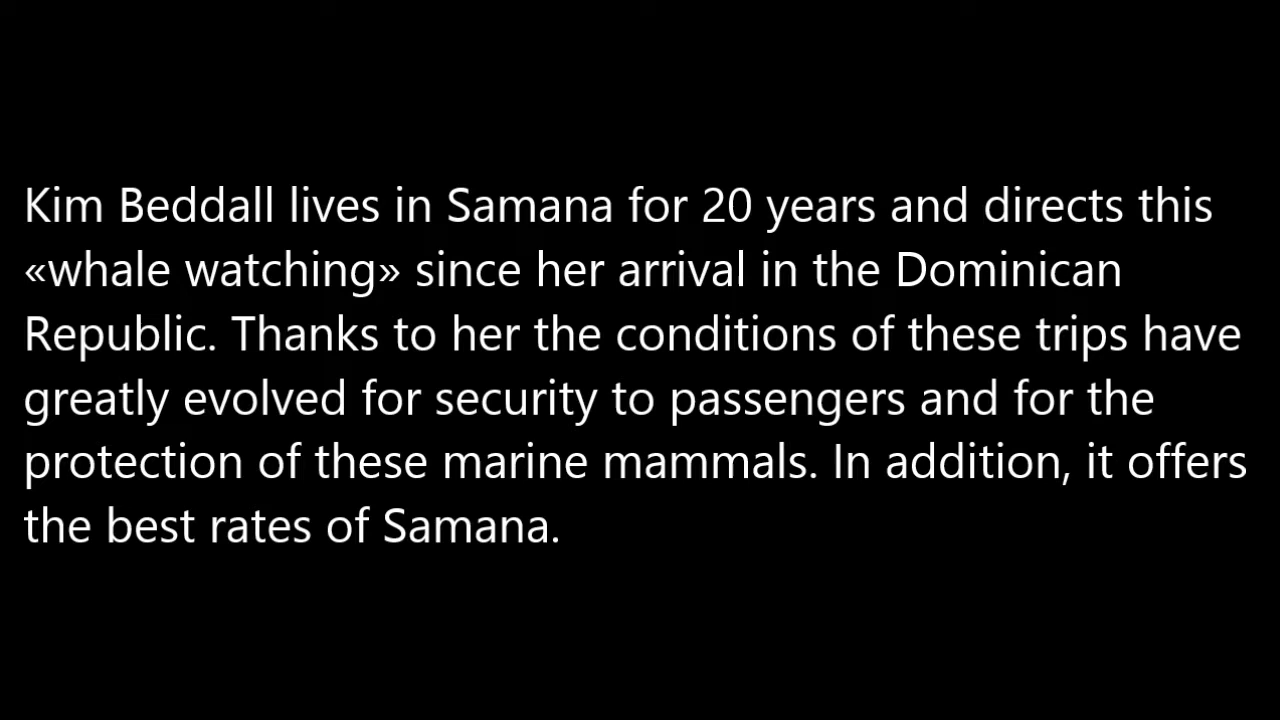 Kim Beddall lives in Samana for 20 years and directs this
«whale watching» since her arrival in the Dominican
Republic. Thanks to her the conditions of these trips have
greatly evolved for security to passengers and for the
protection of these marine mammals. In addition, it offers
the best rates of Samana.